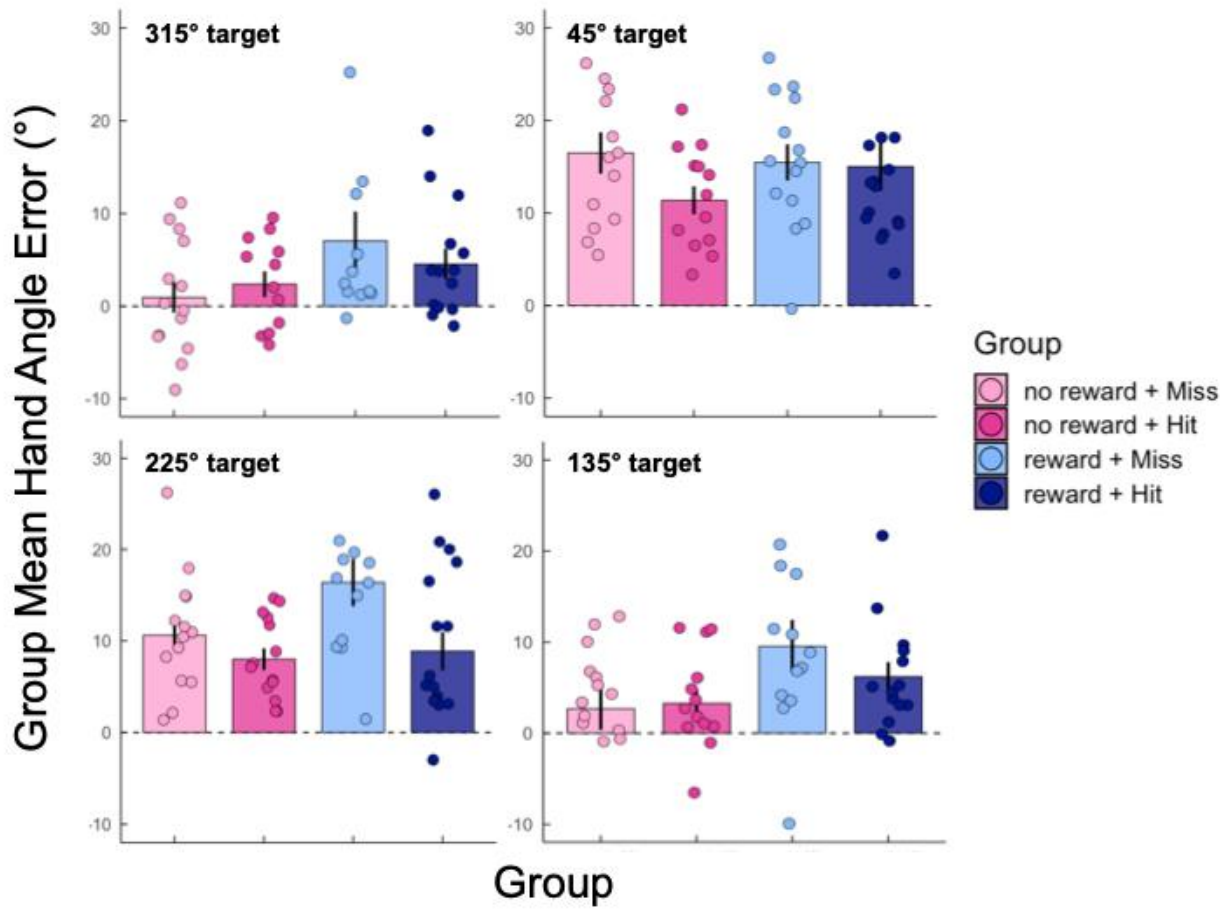 Group Mean Hand Angle Error (°)
315° target
30
20
10
0
-10
45° target
30
20
10
0
-10
225° target
30
20
10
0
-10
135° target
30
20
10
0
-10
Group
Group
no reward + Miss
no reward + Hit
reward + Miss
reward + Hit